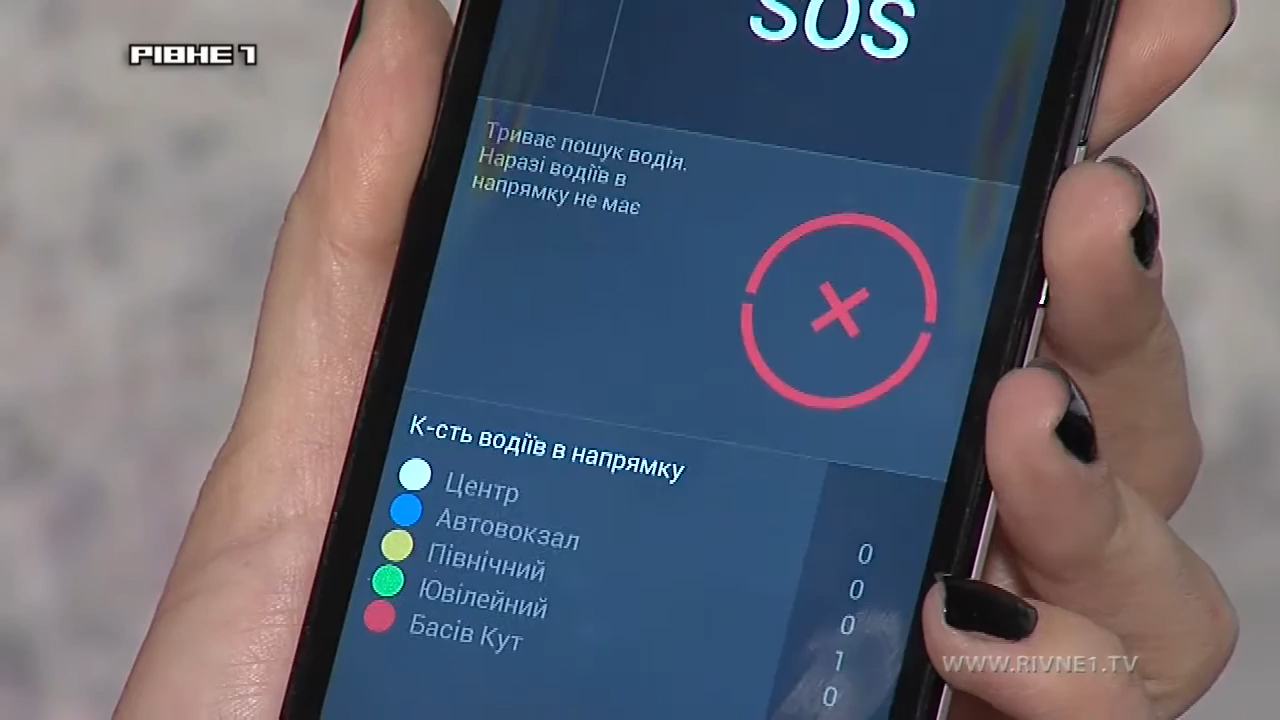 РІВНЕ 1
SOS
Триває пошук водія.
Наразі водіїв в
напрямку не має
К-сть водіїв в напрямку
Центр
0
Автовокзал
0
Північний
0
Ювілейний
1
Басів Кут
0
WWW.RIVNE1.TV